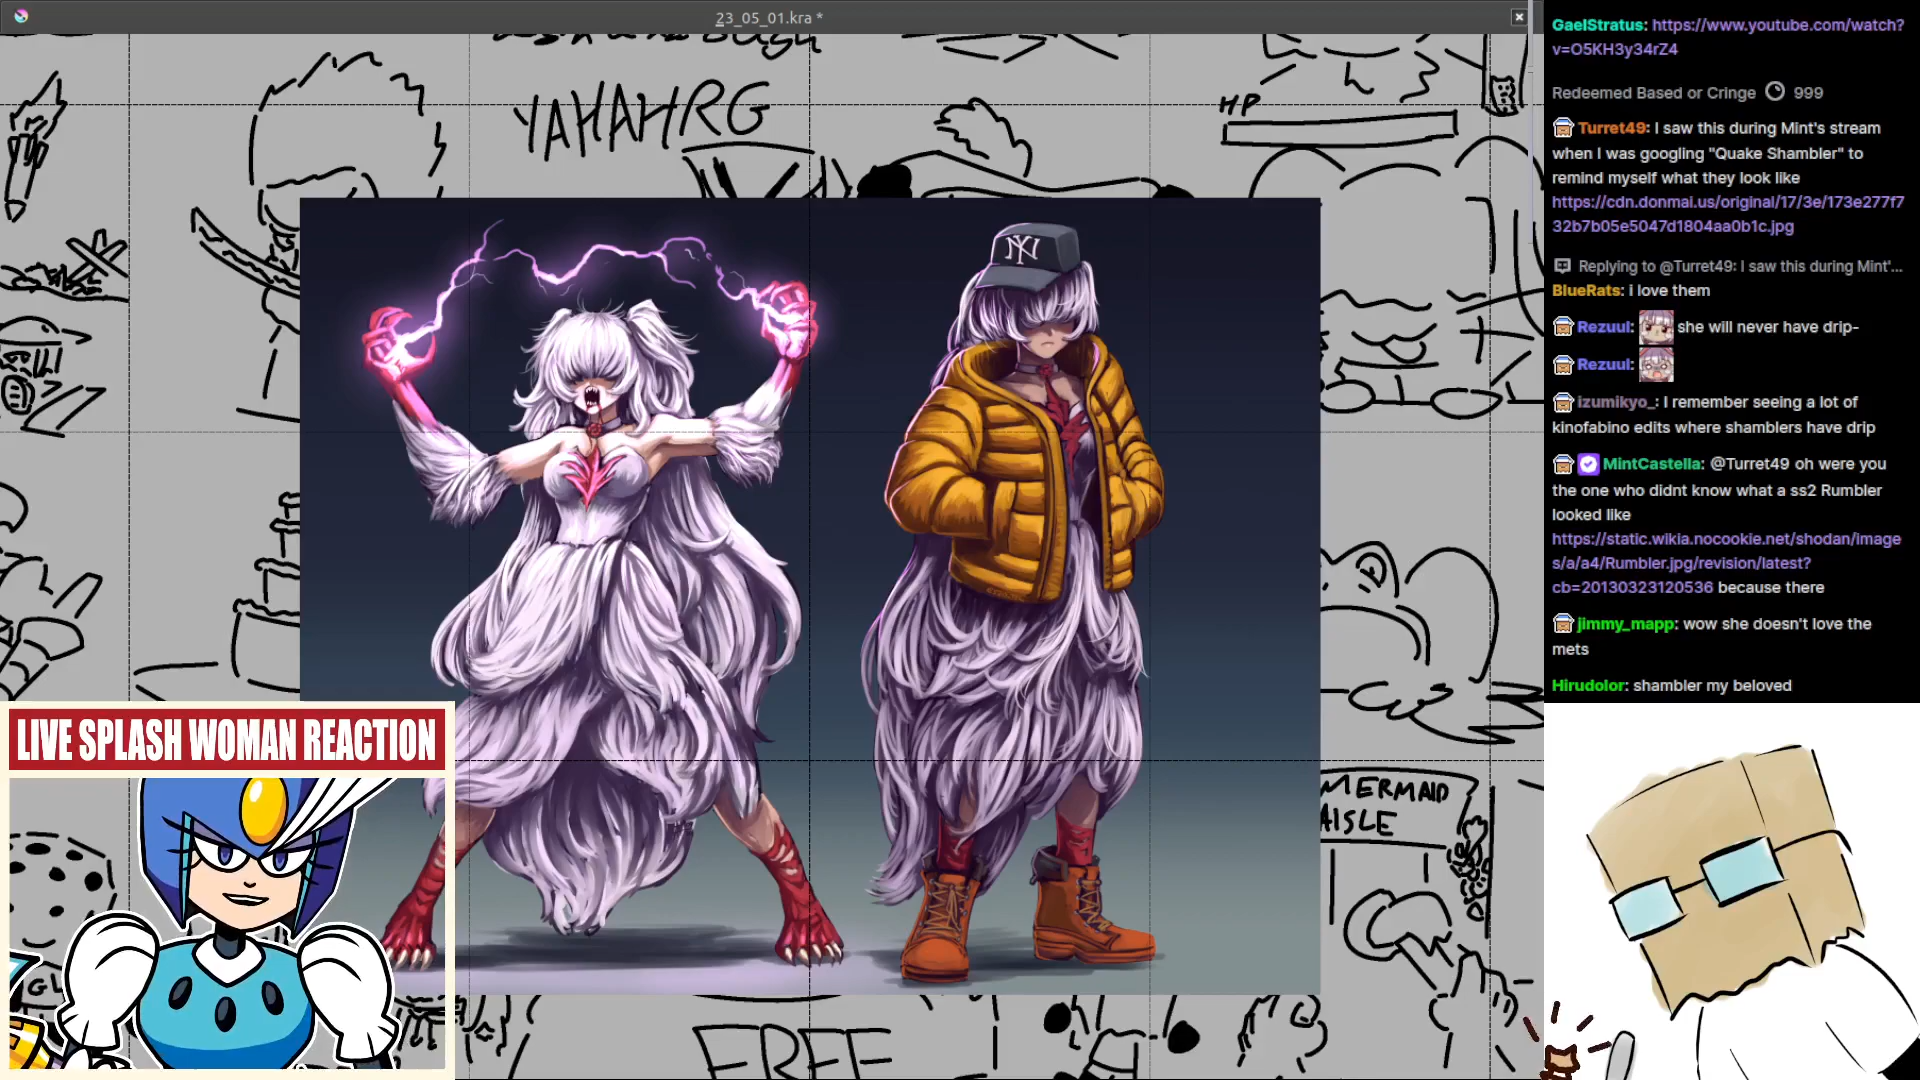 23_05_01.kra *
YAHAHRG
HP
NY
MERMAID
AISLE
FREE
LIVE SPLASH WOMAN REACTION
GL
GaelStratus: https://www.youtube.com/watch?
v=O5KH3y34rZ4
Redeemed Based or Cringe 999
Turret49: I saw this during Mint's stream
when I was googling "Quake Shambler" to
remind myself what they look like
https://cdn.donmai.us/original/17/3e/173e277f7
32b7b05e5047d1804aa0b1c.jpg
Replying to @Turret49: I saw this during Mint'...
BlueRats: i love them
Rezuul: she will never have drip-
Rezuul:
izumikyo_: I remember seeing a lot of
kinofabino edits where shamblers have drip
MintCastella: @Turret49 oh were you
the one who didnt know what a ss2 Rumbler
looked like
https://static.wikia.nocookie.net/shodan/image
s/a/a4/Rumbler.jpg/revision/latest?
cb=20130323120536 because there
jimmy_mapp: wow she doesn't love the
mets
Hirudolor: shambler my beloved